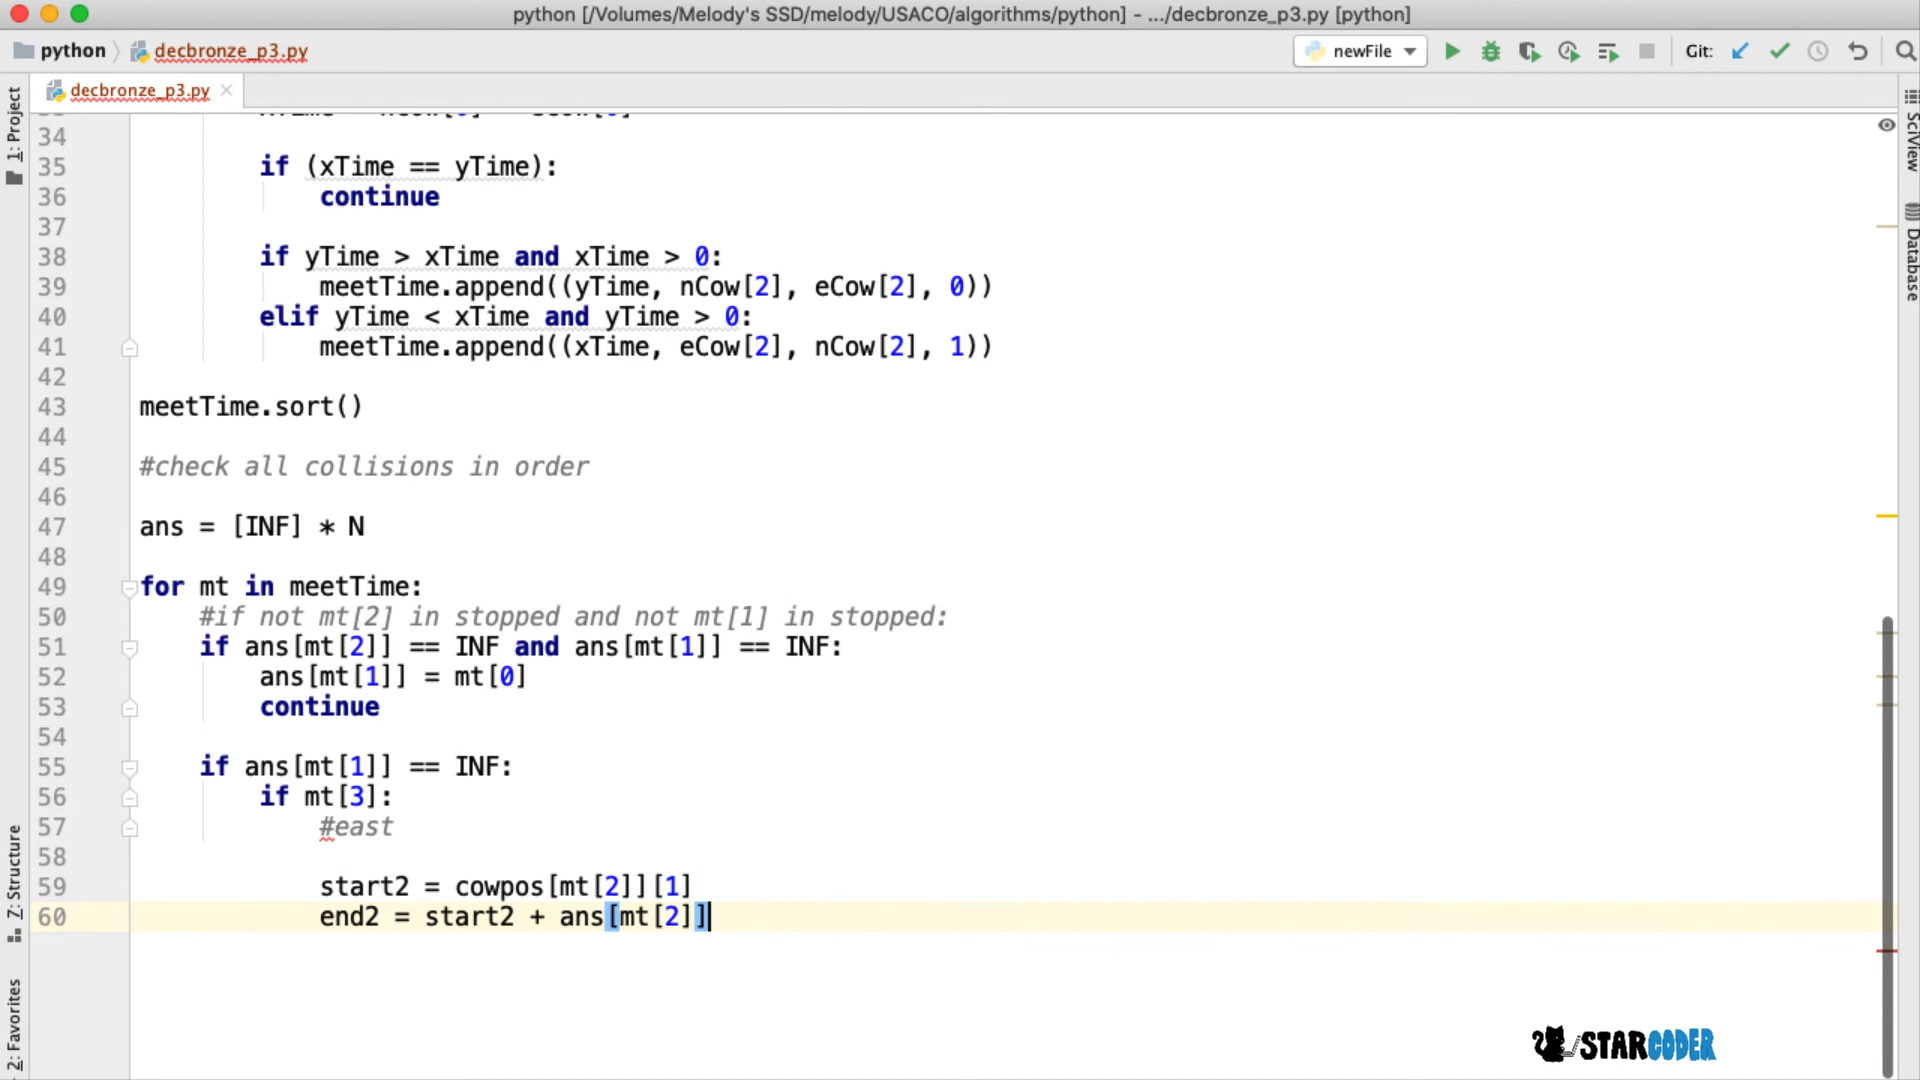 python [/Volumes/Melody's SSD/melody/USACO/algorithms/python] - .../decbronze_p3.py [python]
python
decbronze_p3.py
newFile
Git:
decbronze_p3.py
1: Project
SciView
Database
34
35 if (xTime == yTime):
36 continue
37
38 if yTime > xTime and xTime > 0:
39 meetTime.append((yTime, nCow[2], eCow[2], 0))
40 elif yTime < xTime and yTime > 0:
41 meetTime.append((xTime, eCow[2], nCow[2], 1))
42
43 meetTime.sort()
44
45 #check all collisions in order
46
47 ans = [INF] * N
48
49 for mt in meetTime:
50 #if not mt[2] in stopped and not mt[1] in stopped:
51 if ans[mt[2]] == INF and ans[mt[1]] == INF:
52 ans[mt[1]] = mt[0]
53 continue
54
55 if ans[mt[1]] == INF:
56 if mt[3]:
57 #east
58
59 start2 = cowpos[mt[2]][1]
60 end2 = start2 + ans[mt[2]]
Z: Structure
2: Favorites
STARCODER